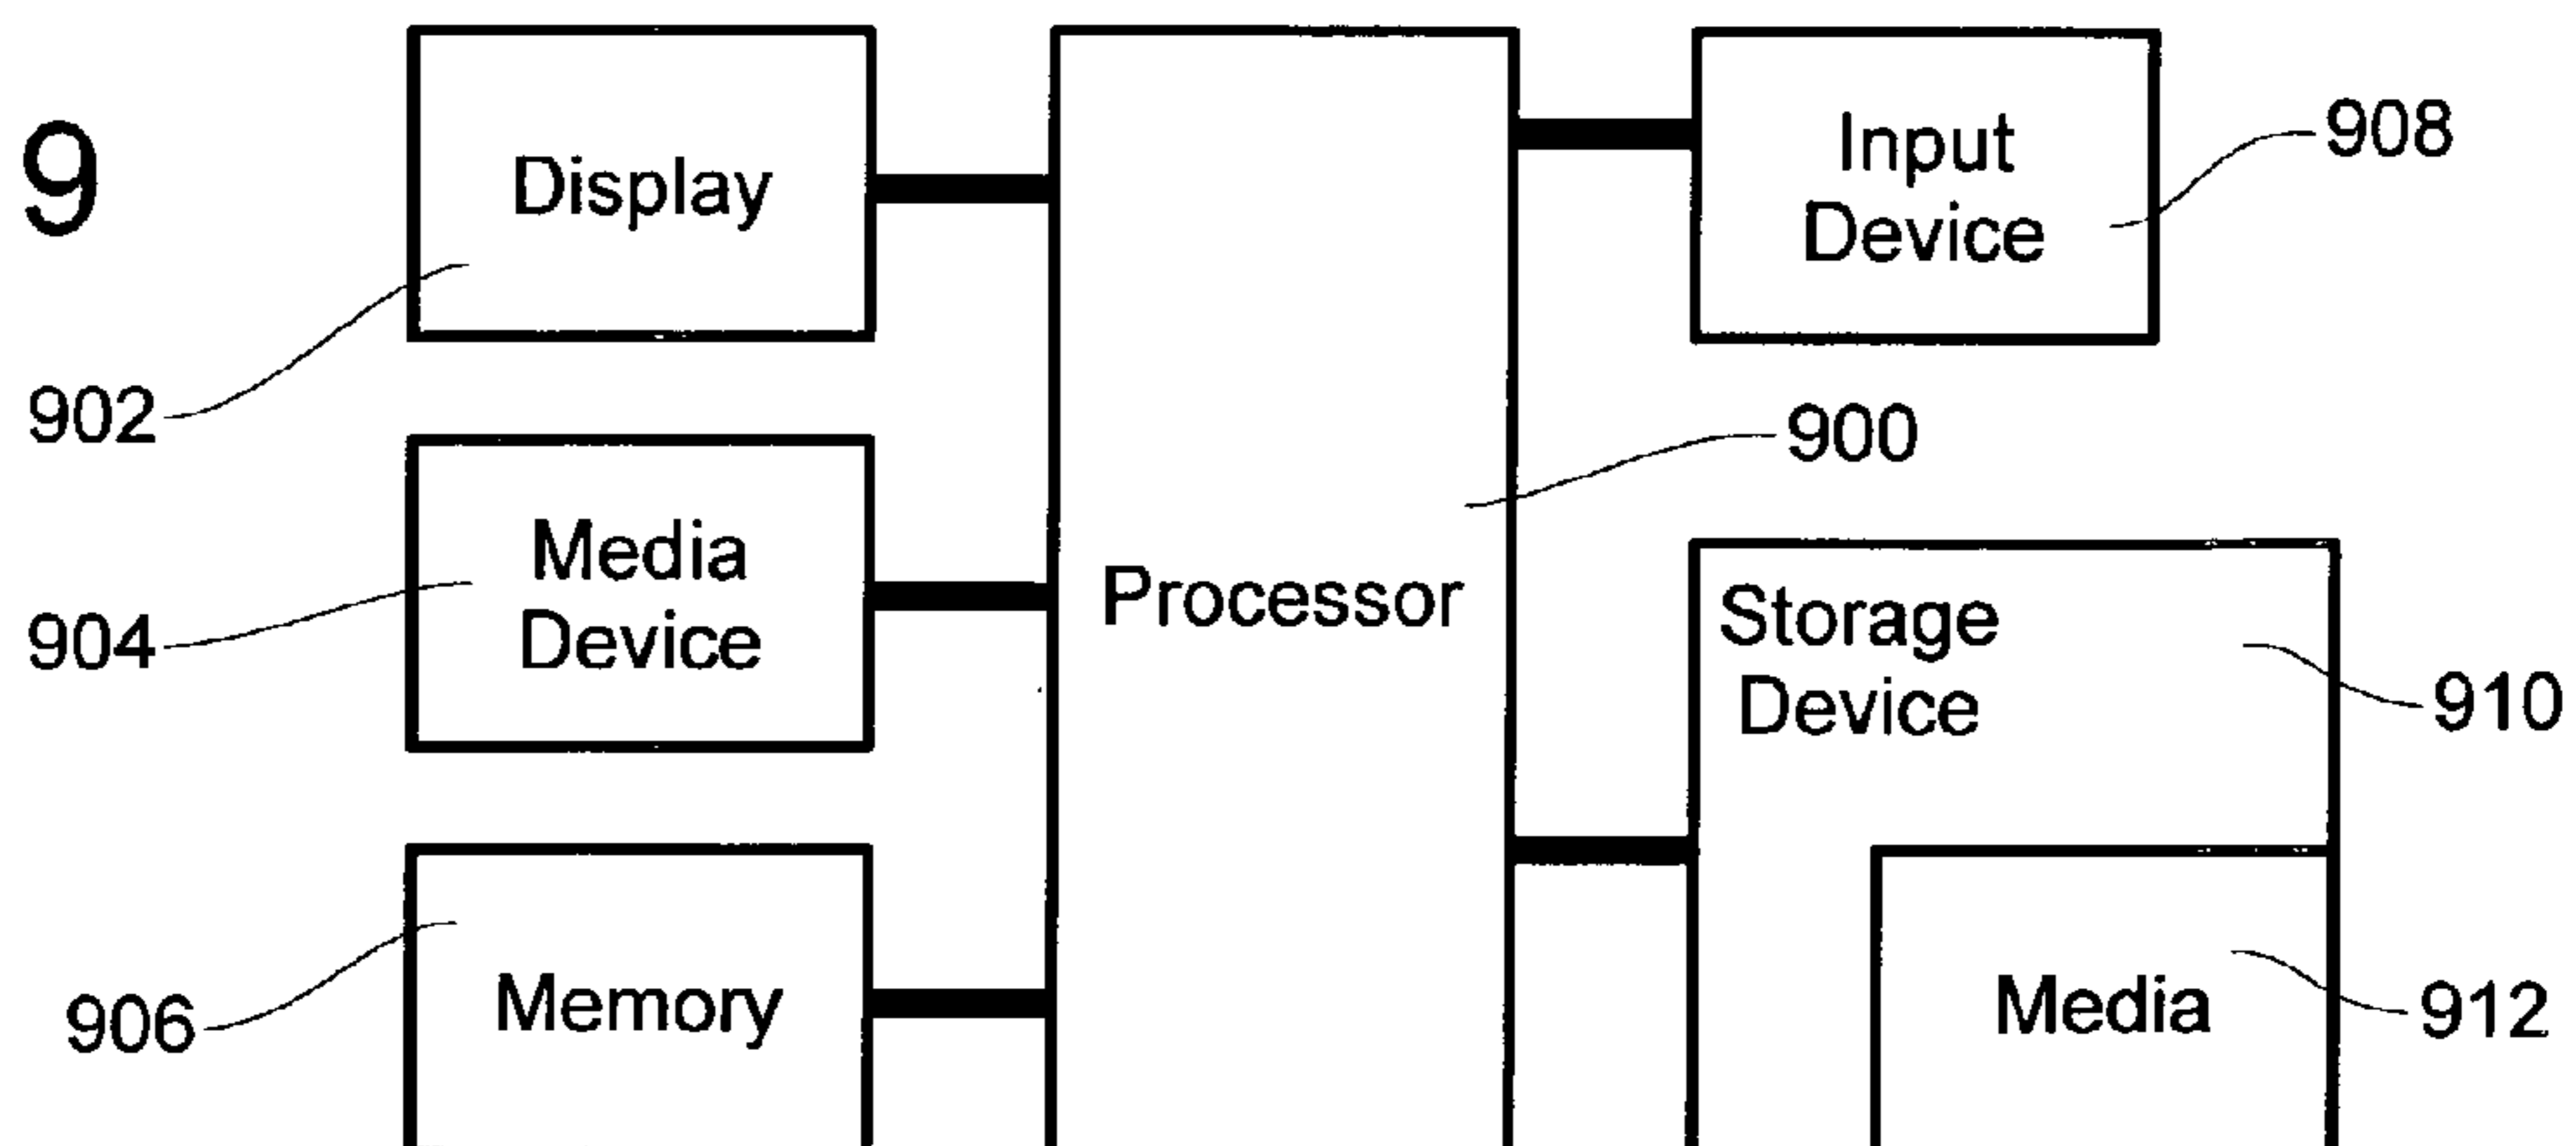 9
Display
902
Media
Device
904
Memory
906
Processor
900
Input
Device
908
Storage
Device
910
Media
912